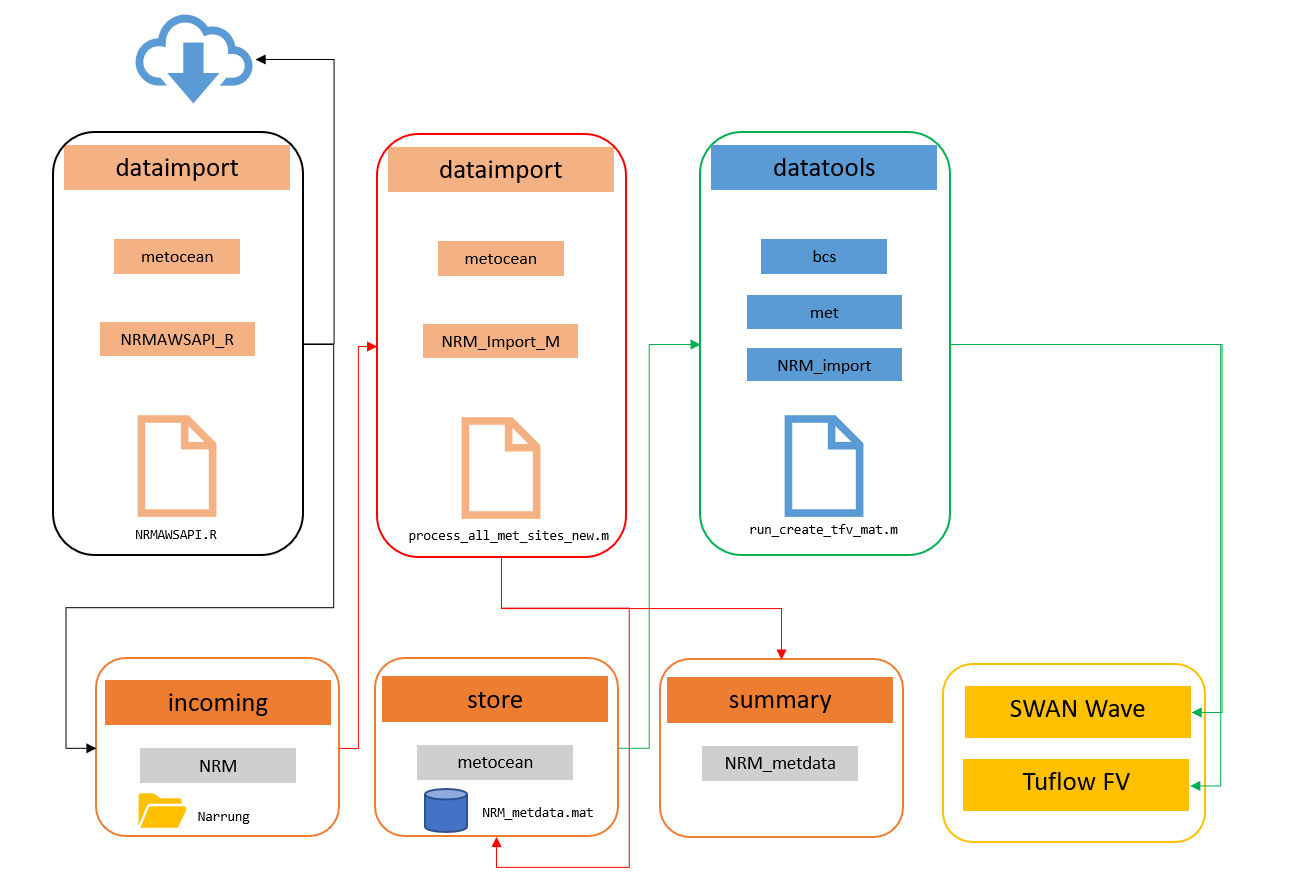 dataimport
metocean
NRMAWSAPI_R
NRMAWSAPI.R
dataimport
metocean
NRM_Import_M
process_all_met_sites_new.m
datatools
bcs
met
NRM_import
run_create_tfv_mat.m
incoming
NRM
Narrung
store
metocean
NRM_metdata.mat
summary
NRM_metdata
SWAN Wave
Tuflow FV